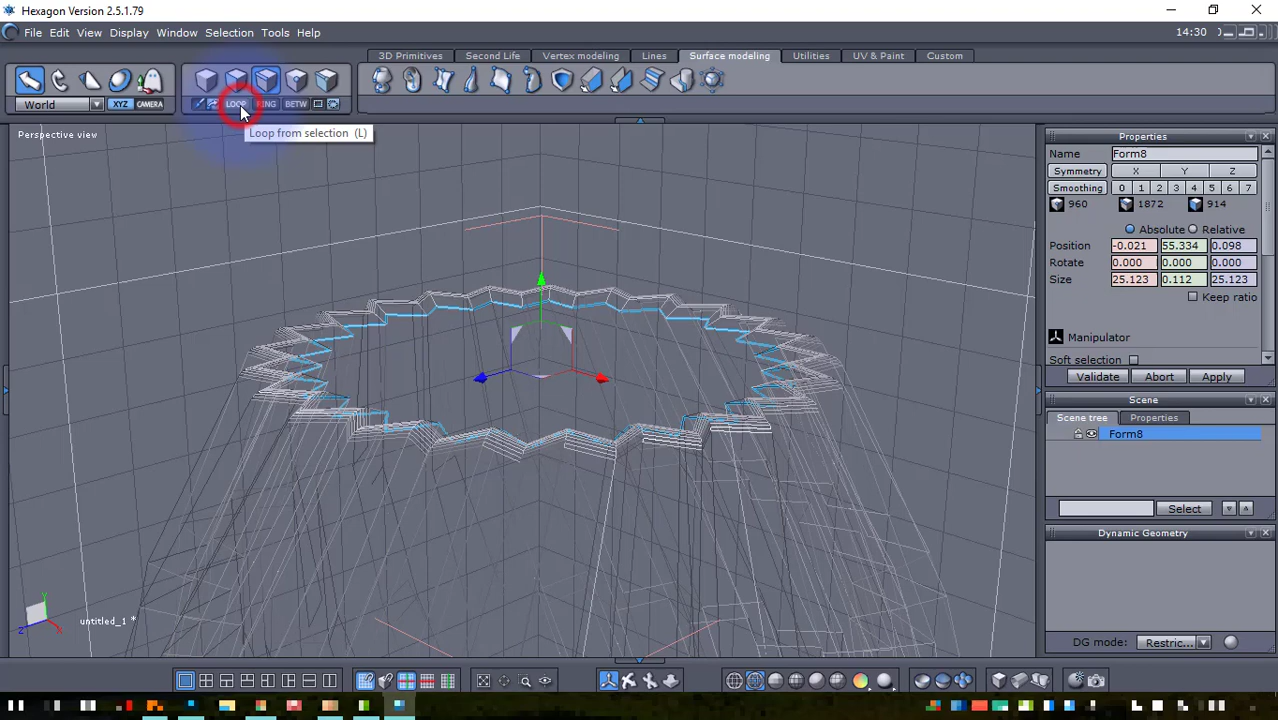 Hexagon Version 2.5.1.79
File Edit View Display Window Selection Tools Help
14:30
3D Primitives Second Life Vertex modeling Lines Surface modeling Utilities UV & Paint Custom
World XYZ CAMERA LOOP RING BETW
Loop from selection (L)
Perspective view
Properties
Name Form8
Symmetry X Y Z
Smoothing 0 1 2 3 4 5 6 7
960 1872 914
Absolute Relative
Position -0.021 55.334 0.098
Rotate 0.000 0.000 0.000
Size 25.123 0.112 25.123
Keep ratio
Manipulator
Soft selection
Validate Abort Apply
Scene
Scene tree Properties
Form8
Select
Dynamic Geometry
Y
Z X
untitled_1 *
DG mode: Restric...